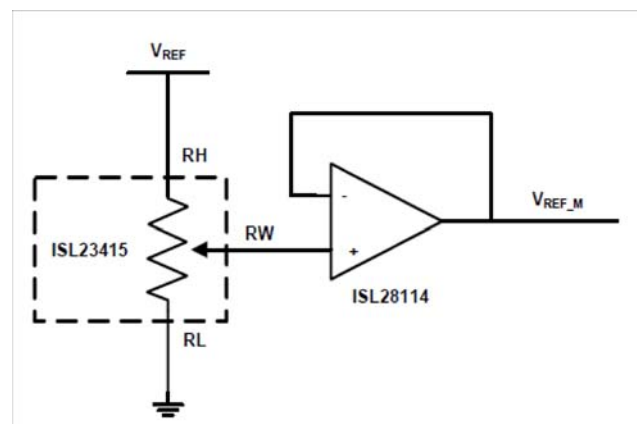 VREF
RH
ISL23415
RW
RL
-
+
ISL28114
VREF_M